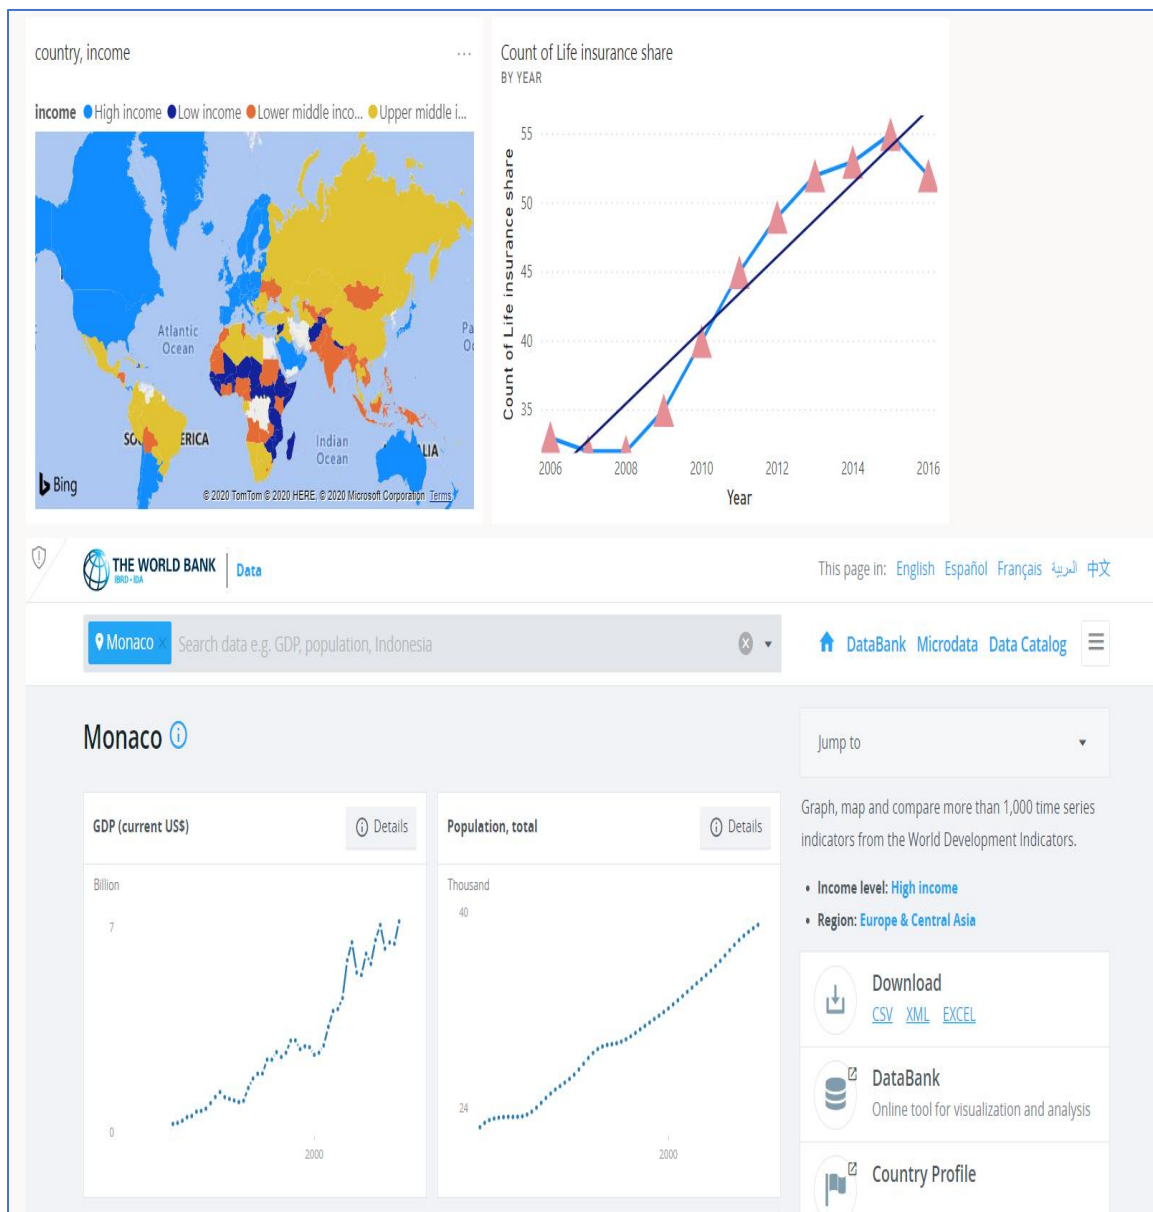 country, income
...
income High income Low income Lower middle inco... Upper middle i...
Atlantic
Ocean
Pa
Oc
SO ERICA
Indian
Ocean
LIA
Bing
© 2020 TomTom © 2020 HERE, © 2020 Microsoft Corporation Terms
Count of Life insurance share
BY YEAR
Count of Life insurance share
55
50
45
40
35
2006 2008 2010 2012 2014 2016
Year
THE WORLD BANK
IBRD • IDA
Data
This page in: English Español Français العربية 中文
Monaco × Search data e.g. GDP, population, Indonesia
DataBank Microdata Data Catalog
Monaco
Jump to
GDP (current US$)
Details
Billion
7
0
2000
Population, total
Details
Thousand
40
24
2000
Graph, map and compare more than 1,000 time series
indicators from the World Development Indicators.
• Income level: High income
• Region: Europe & Central Asia
Download
CSV XML EXCEL
DataBank
Online tool for visualization and analysis
Country Profile